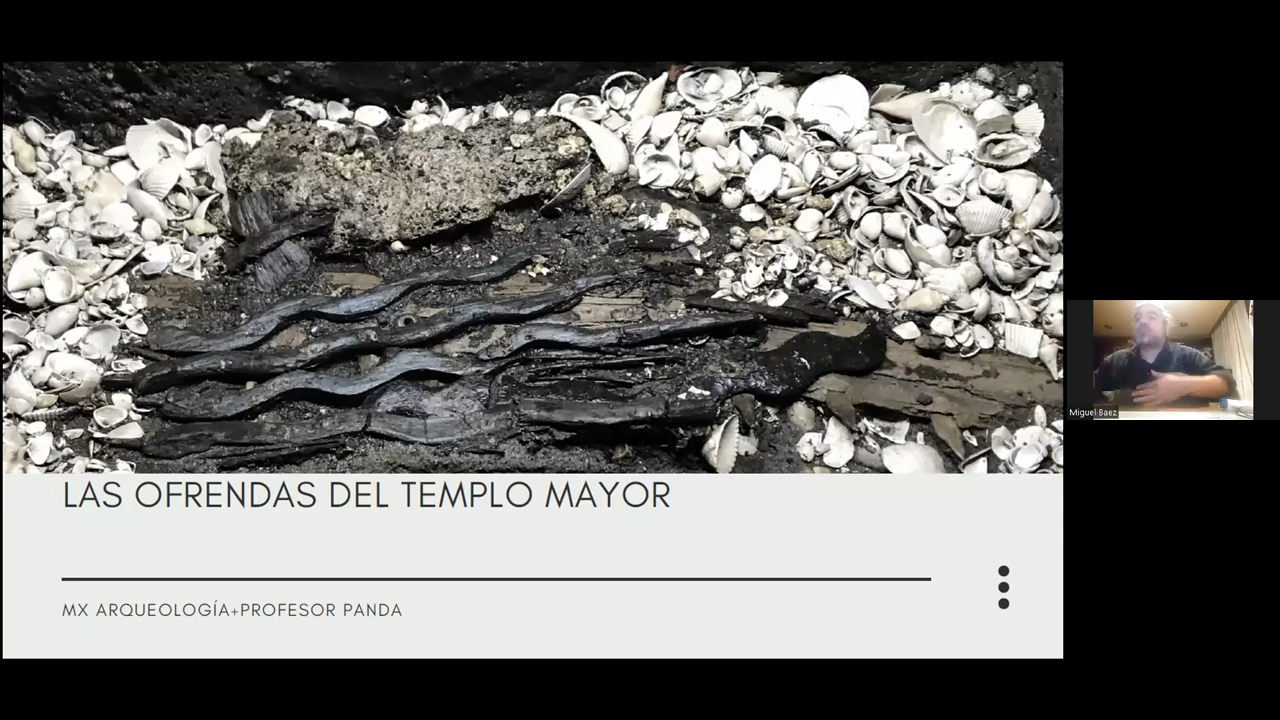 LAS OFRENDAS DEL TEMPLO MAYOR
MX ARQUEOLOGÍA+PROFESOR PANDA
Miguel Baez